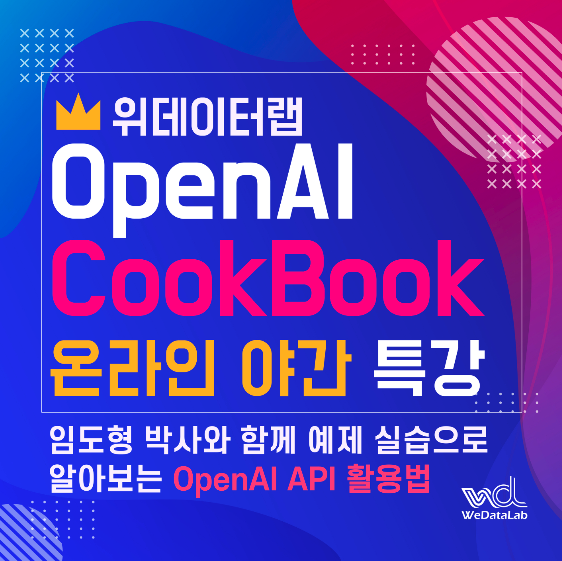 위데이터랩
OpenAI
CookBook
온라인 야간 특강
임도형 박사와 함께 예제 실습으로
알아보는 OpenAI API 활용법
wdl
WeDataLab